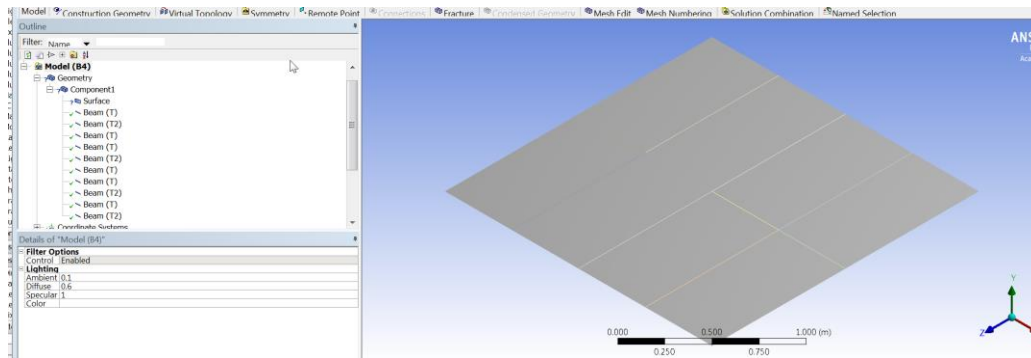 Model Construction Geometry Virtual Topology Symmetry Remote Point Connections Fracture Condensed Geometry Mesh Edit Mesh Numbering Solution Combination Named Selection
Outline
Filter: Name
Model (B4)
Geometry
Component1
Surface
Beam (T)
Beam (T2)
Beam (T)
Beam (T)
Beam (T2)
Beam (T)
Beam (T)
Beam (T2)
Beam (T)
Beam (T2)
Coordinate Systems
Details of "Model (B4)"
Filter Options
Control Enabled
Lighting
Ambient 0.1
Diffuse 0.6
Specular 1
Color
ANS
Aca
Y
Z
0.000 0.500 1.000 (m)
0.250 0.750